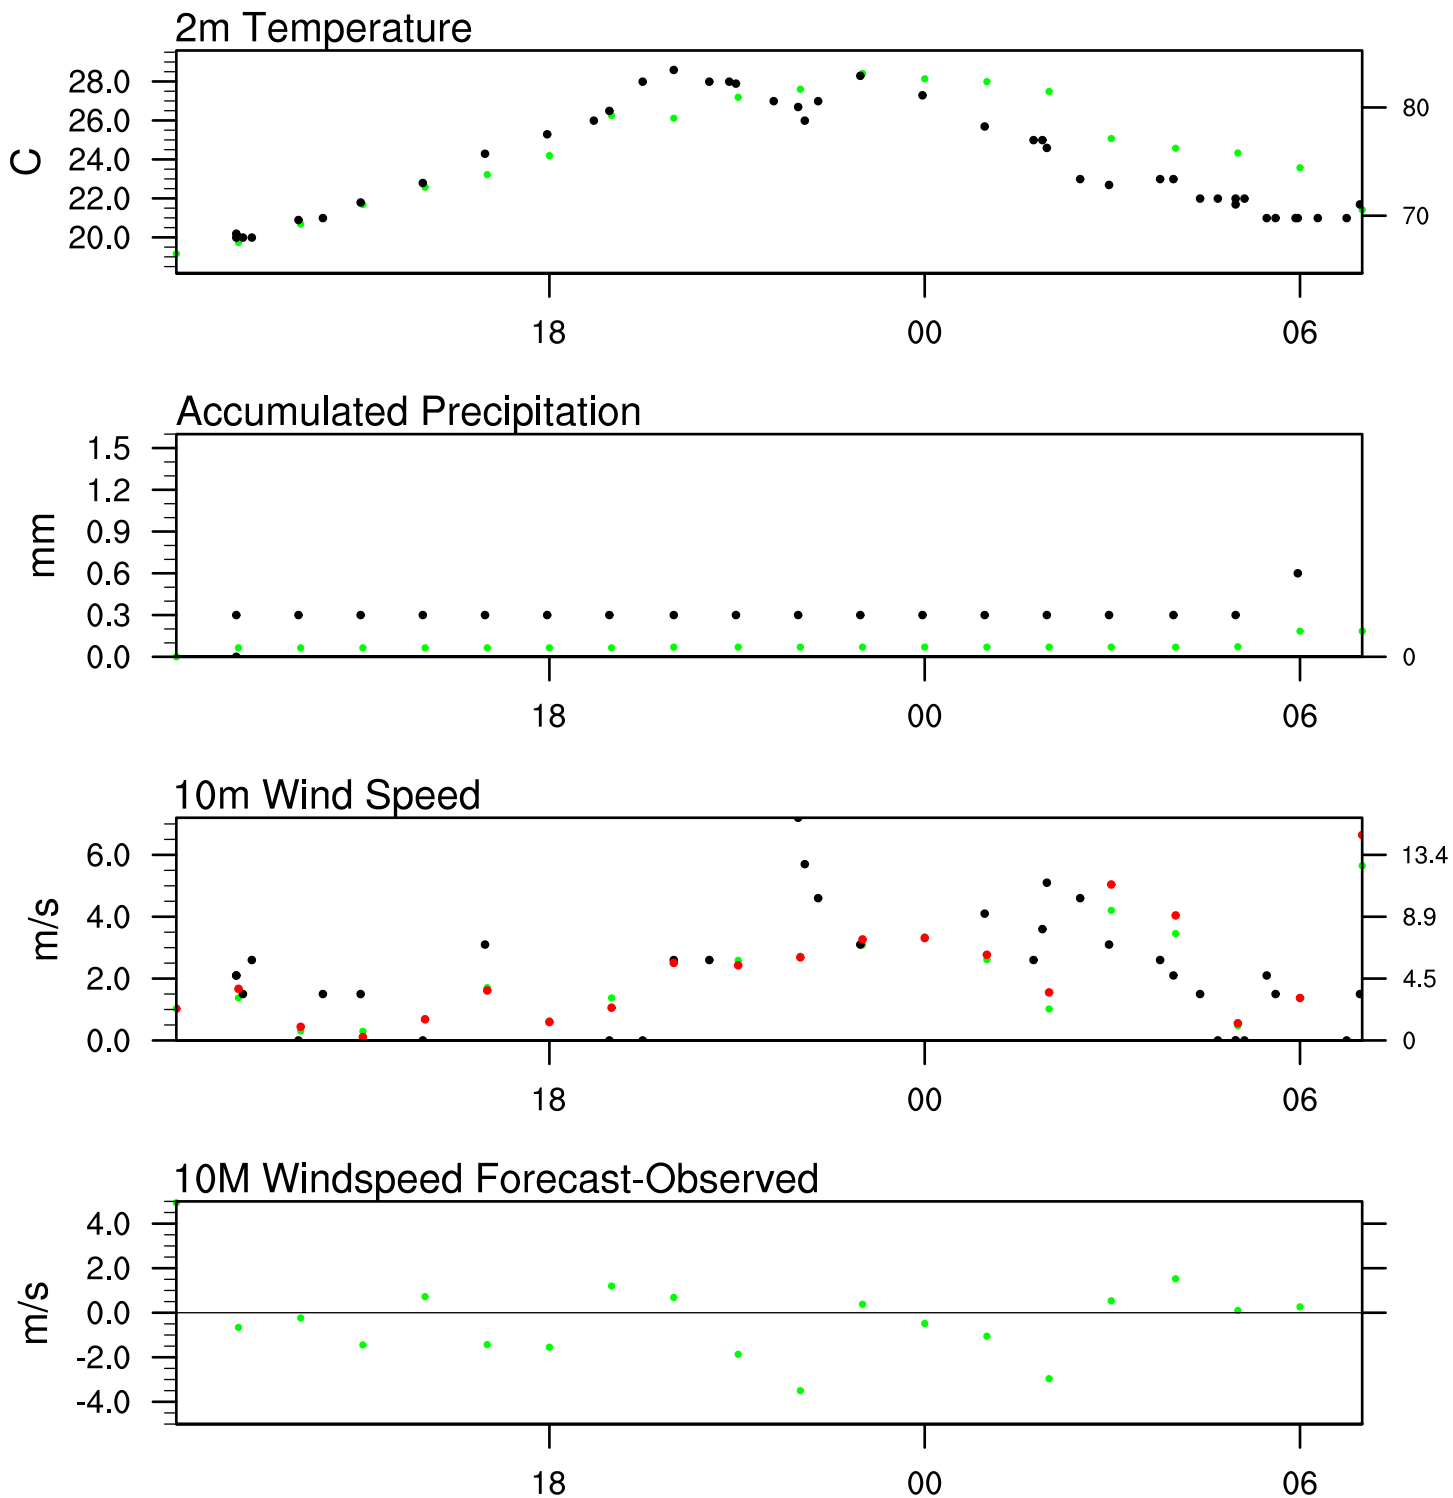 2m Temperature
28.0
26.0
24.0
22.0
20.0
C
80
70
18 00 06
Accumulated Precipitation
1.5
1.2
0.9
0.6
0.3
0.0
mm
0
18 00 06
10m Wind Speed
6.0
4.0
2.0
0.0
m/s
13.4
8.9
4.5
0
18 00 06
10M Windspeed Forecast-Observed
4.0
2.0
0.0
-2.0
-4.0
m/s
18 00 06